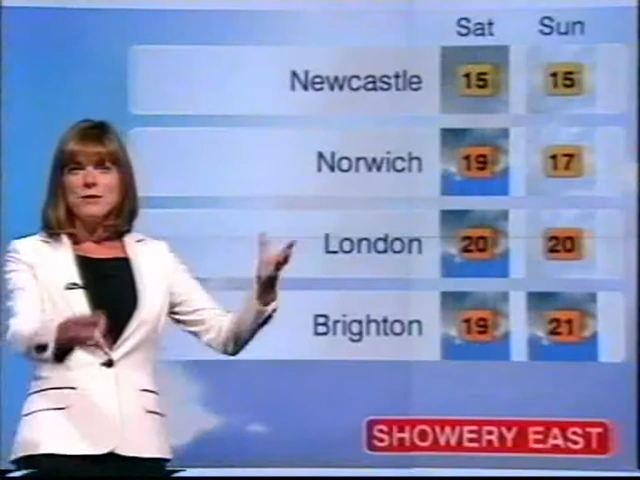 Sat Sun
Newcastle 15 15
Norwich 19 17
London 20 20
Brighton 19 21
SHOWERY EAST